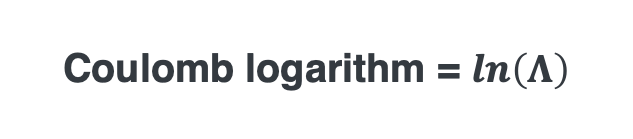 Coulomb logarithm = ln(Λ)